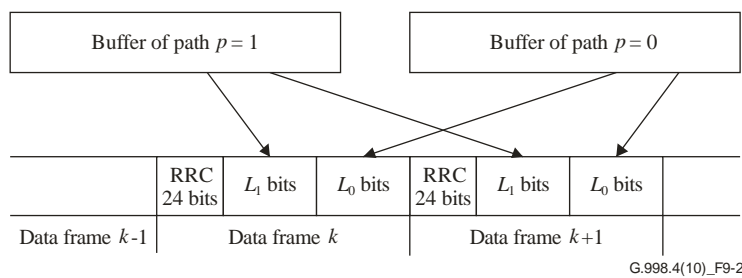 Buffer of path p = 1
Buffer of path p = 0
RRC
24 bits
L1 bits
L0 bits
RRC
24 bits
L1 bits
L0 bits
Data frame k-1
Data frame k
Data frame k+1
G.998.4(10)_F9-2